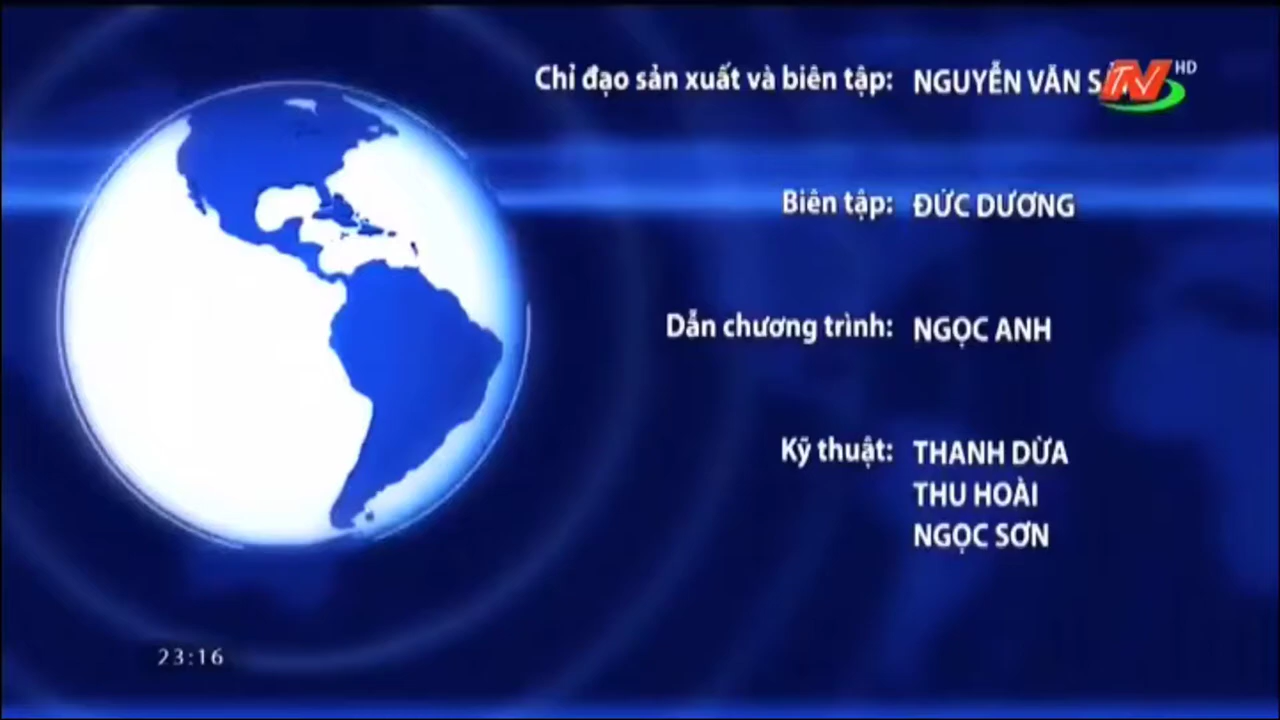 Chỉ đạo sản xuất và biên tập: NGUYỄN VĂN
TV HD
Biên tập: ĐỨC DƯƠNG
Dẫn chương trình: NGỌC ANH
Kỹ thuật: THANH DỪA
THU HOÀI
NGỌC SƠN
23:16